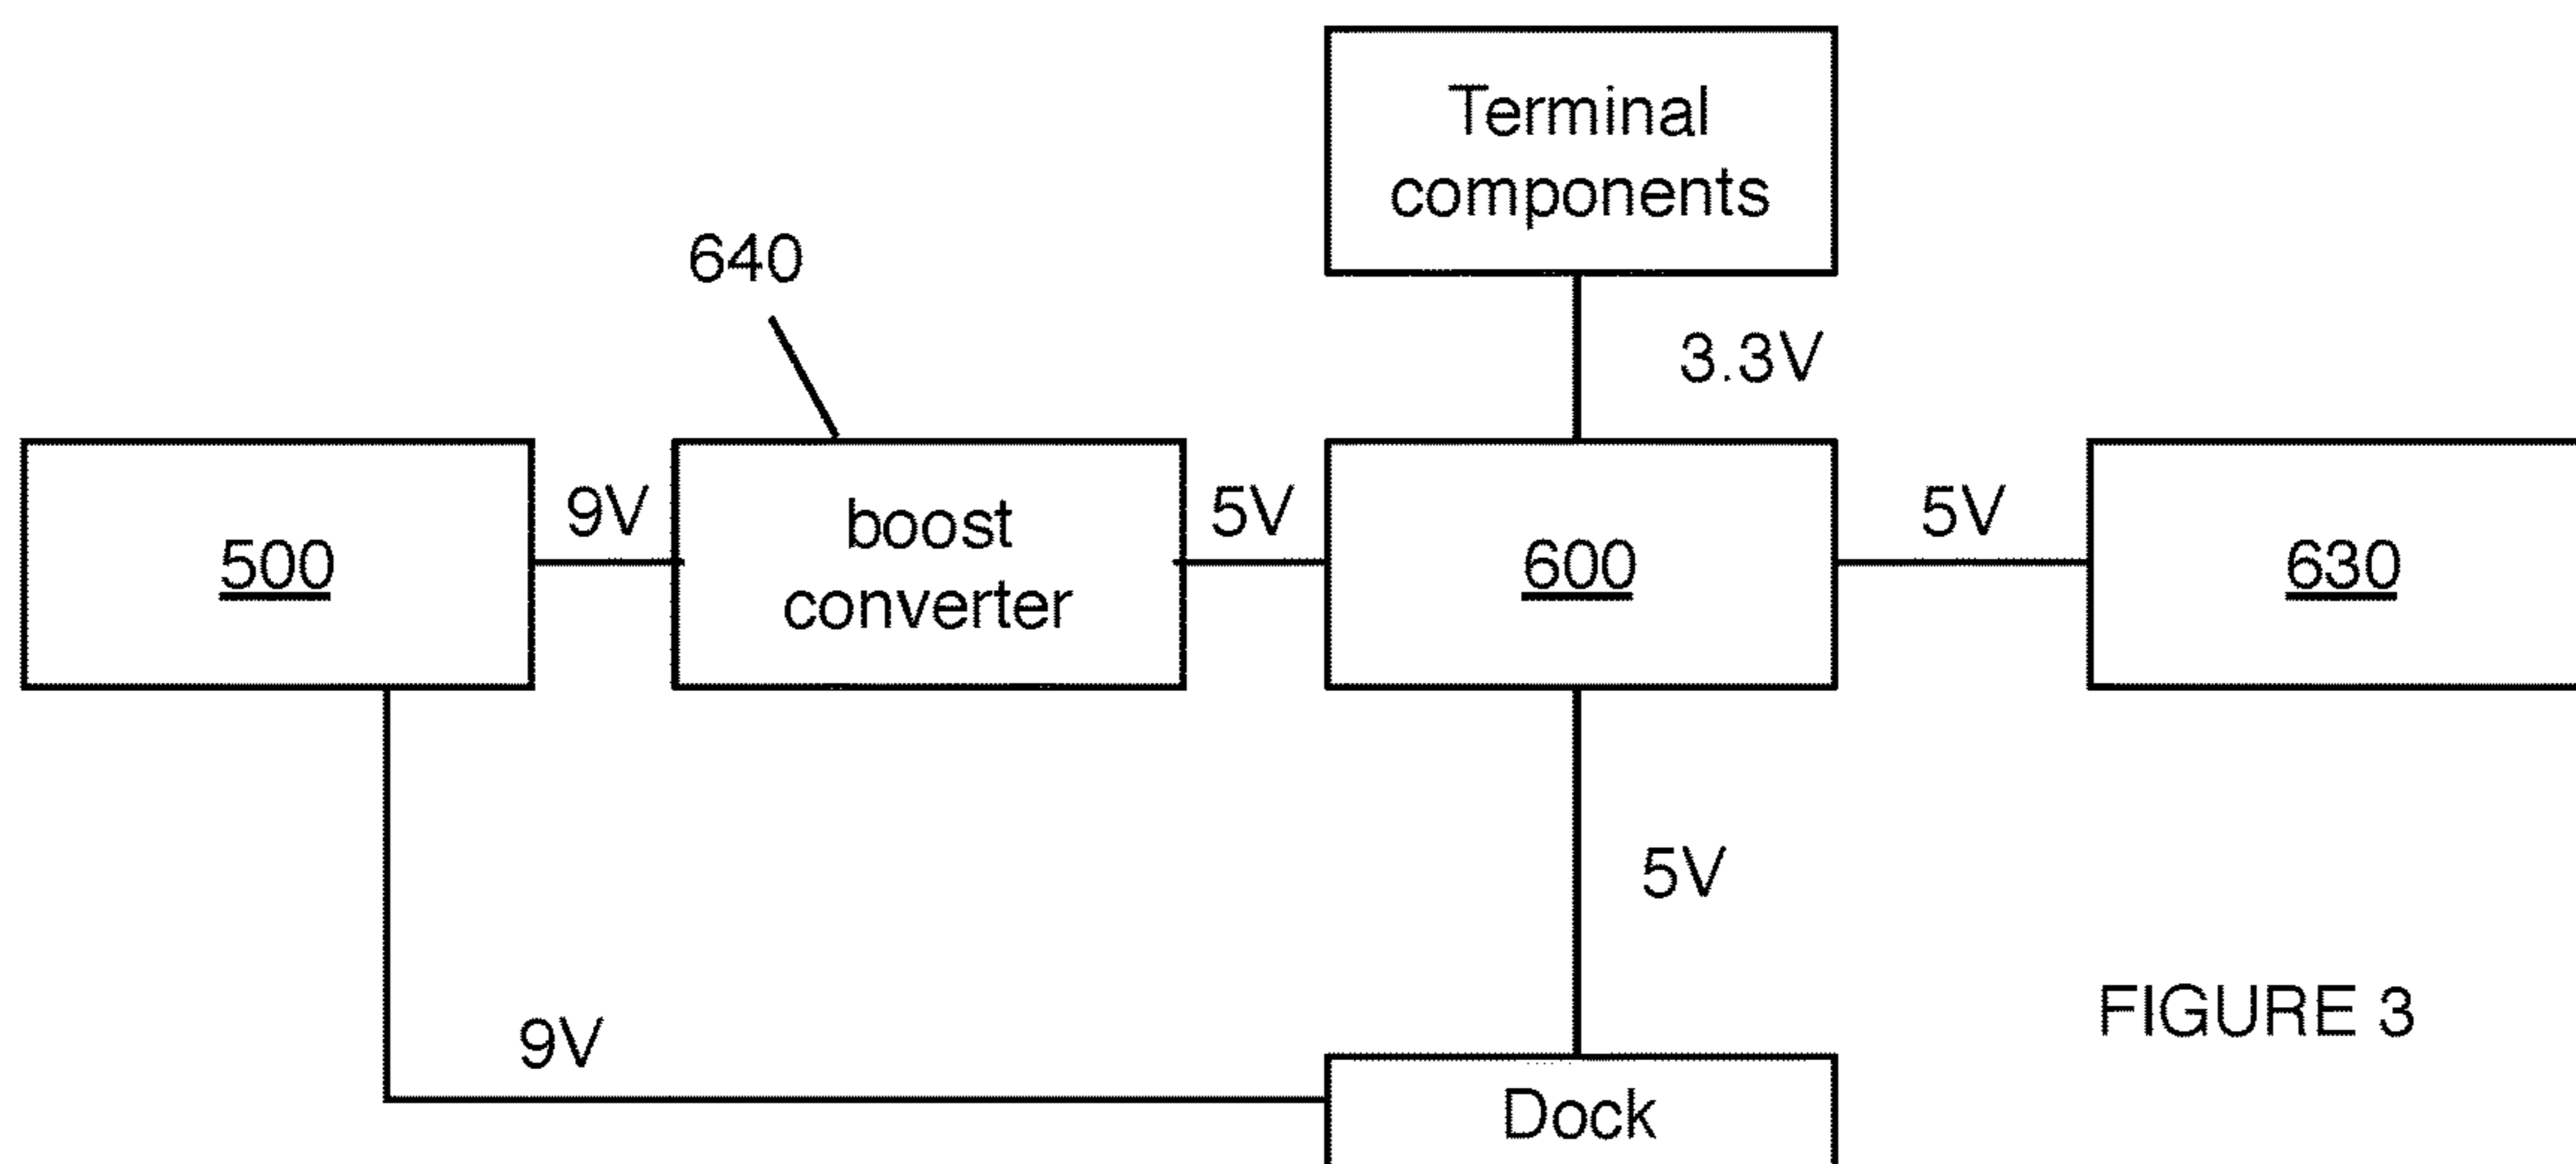 Terminal
components
640
3.3V
500
9V
boost
converter
5V
600
5V
630
5V
9V
Dock
FIGURE 3